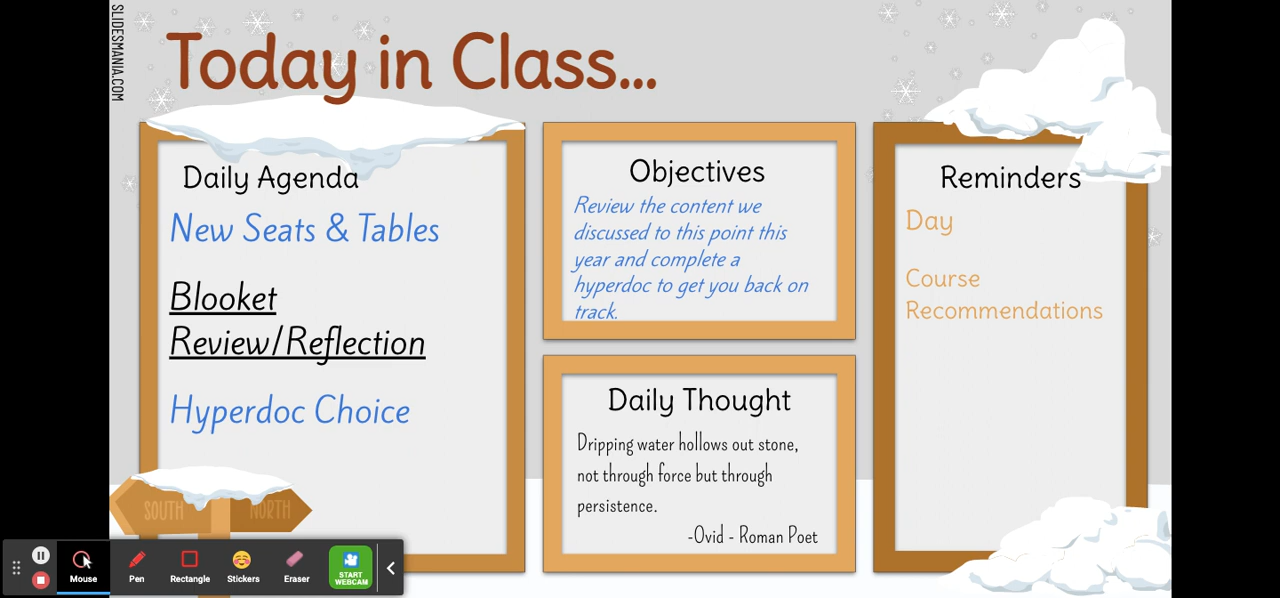 SLIDESMANIA.COM
Today in Class...
Daily Agenda
New Seats & Tables
Blooket
Review/Reflection
Hyperdoc Choice
Objectives
Review the content we
discussed to this point this
year and complete a
hyperdoc to get you back on
track.
Daily Thought
Dripping water hollows out stone,
not through force but through
persistence.
-Ovid - Roman Poet
Reminders
Day
Course
Recommendations
SOUTH
NORTH
Mouse
Pen
Rectangle
Stickers
Eraser
START
WEBCAM